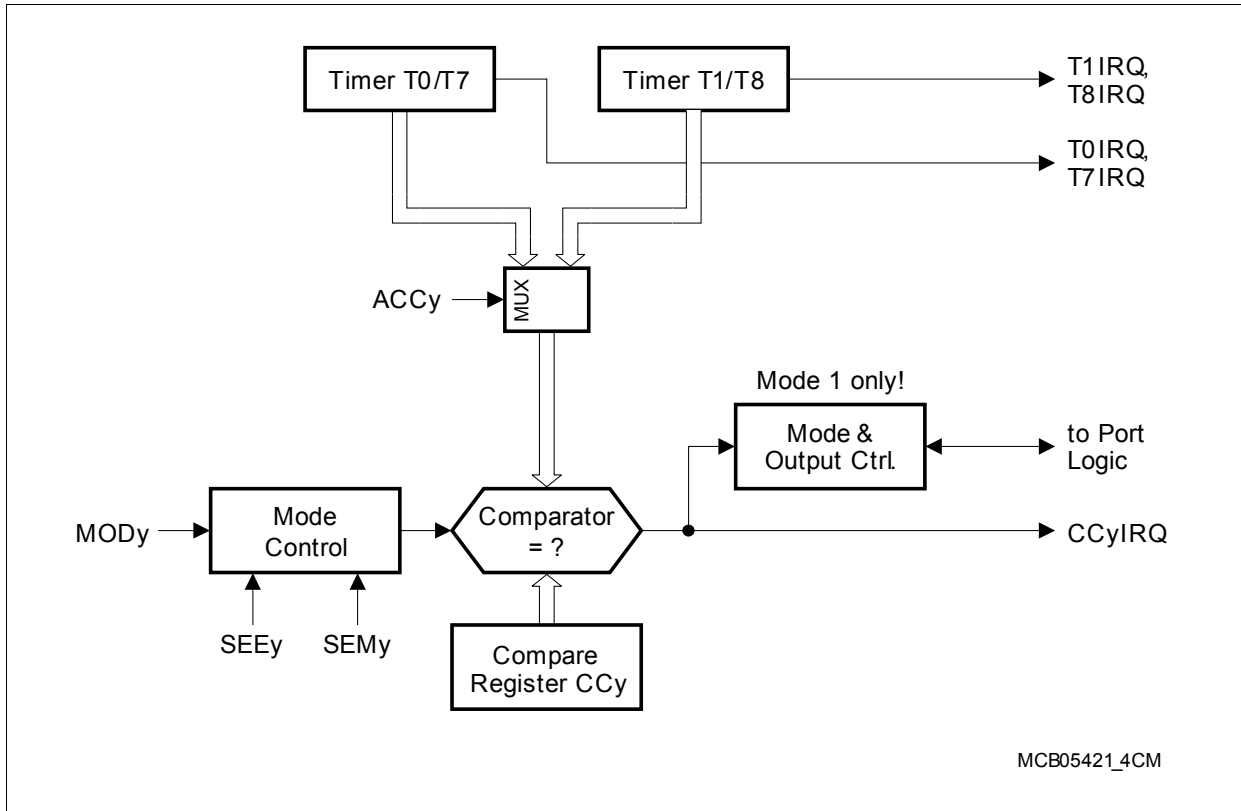 Timer T0/T7
Timer T1/T8
T1IRQ,
T8IRQ
T0IRQ,
T7IRQ
ACCy
MUX
Mode 1 only!
Mode &
Output Ctrl.
to Port
Logic
MODy
Mode
Control
Comparator
= ?
CCyIRQ
SEEy
SEMy
Compare
Register CCy
MCB05421_4CM